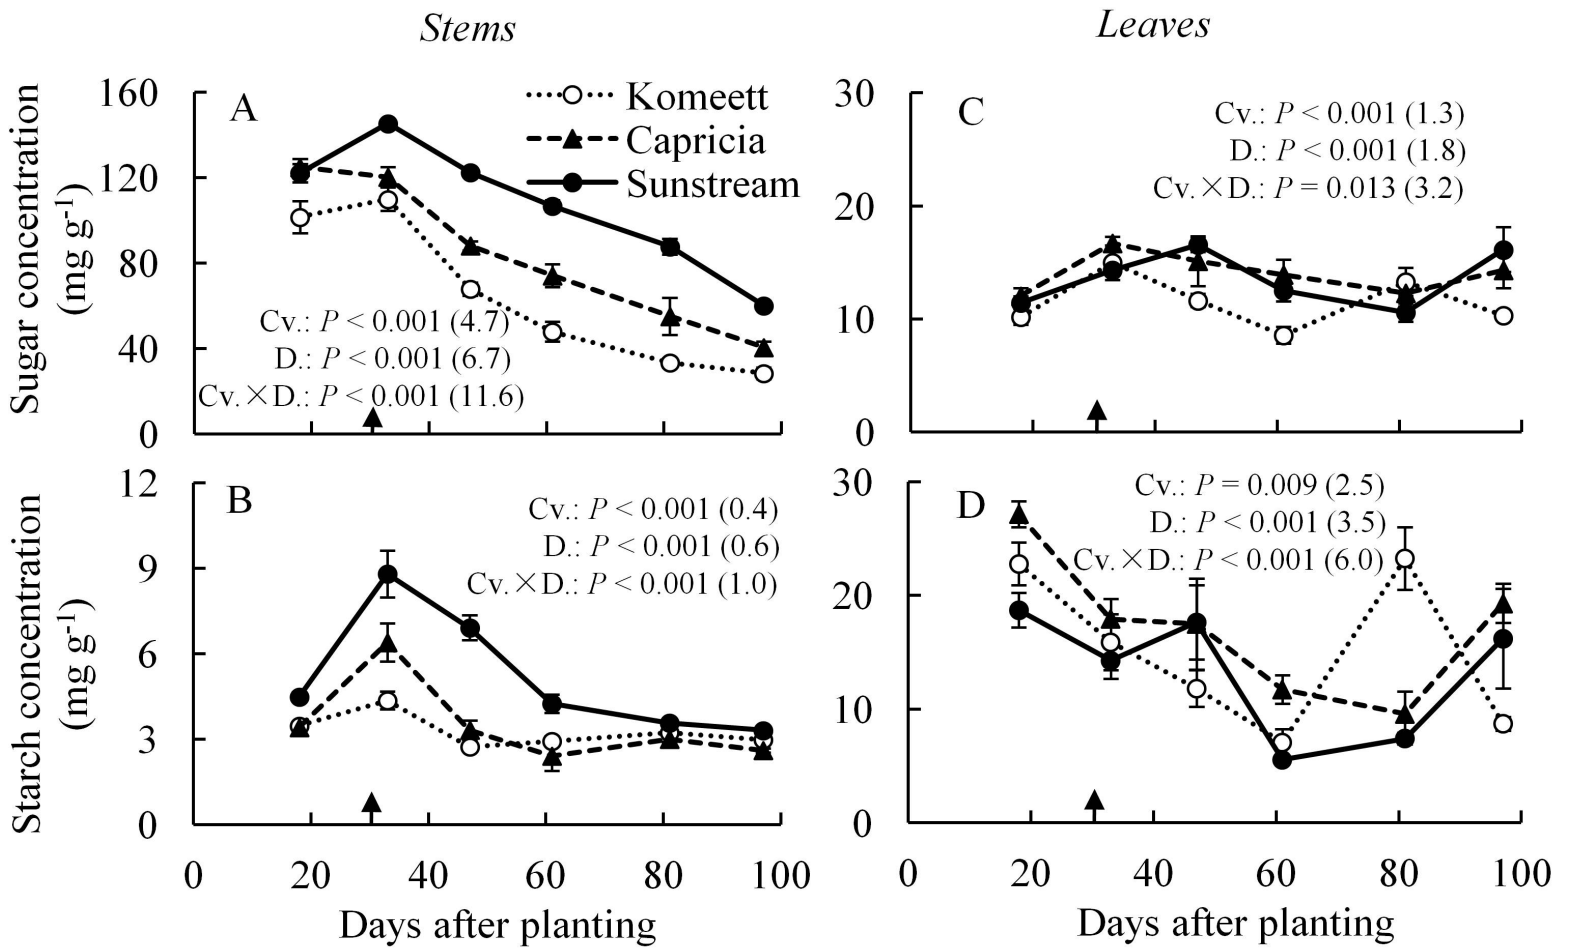 Stems
Leaves
Sugar concentration
(mg g-1)
160
120
80
40
0
A
Komeett
Capricia
Sunstream
Cv.: P < 0.001 (4.7)
D.: P < 0.001 (6.7)
Cv.×D.: P < 0.001 (11.6)
30
20
10
0
C
Cv.: P < 0.001 (1.3)
D.: P < 0.001 (1.8)
Cv.×D.: P = 0.013 (3.2)
Starch concentration
(mg g-1)
12
9
6
3
0
B
Cv.: P < 0.001 (0.4)
D.: P < 0.001 (0.6)
Cv.×D.: P < 0.001 (1.0)
0 20 40 60 80 100
Days after planting
30
20
10
0
D
Cv.: P = 0.009 (2.5)
D.: P < 0.001 (3.5)
Cv.×D.: P < 0.001 (6.0)
0 20 40 60 80 100
Days after planting